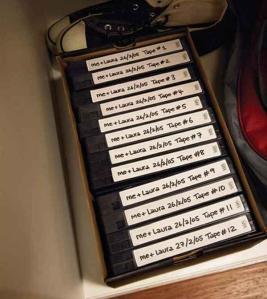 me + Laura 26/2/05 Tape #1
me + Laura 26/2/05 Tape #2
me + Laura 26/2/05 Tape #3
me + Laura 26/2/05 Tape #4
me + Laura 26/2/05 Tape #5
me + Laura 26/2/05 Tape #6
me + Laura 26/2/05 Tape #7
me + Laura 26/2/05 Tape #8
me + Laura 26/2/05 Tape #9
me + Laura 26/2/05 Tape #10
me + Laura 26/2/05 Tape #11
me + Laura 27/2/05 Tape #12